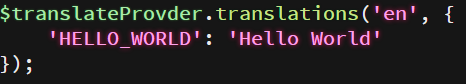 $translateProvder.translations('en', {
    'HELLO_WORLD': 'Hello World'
});